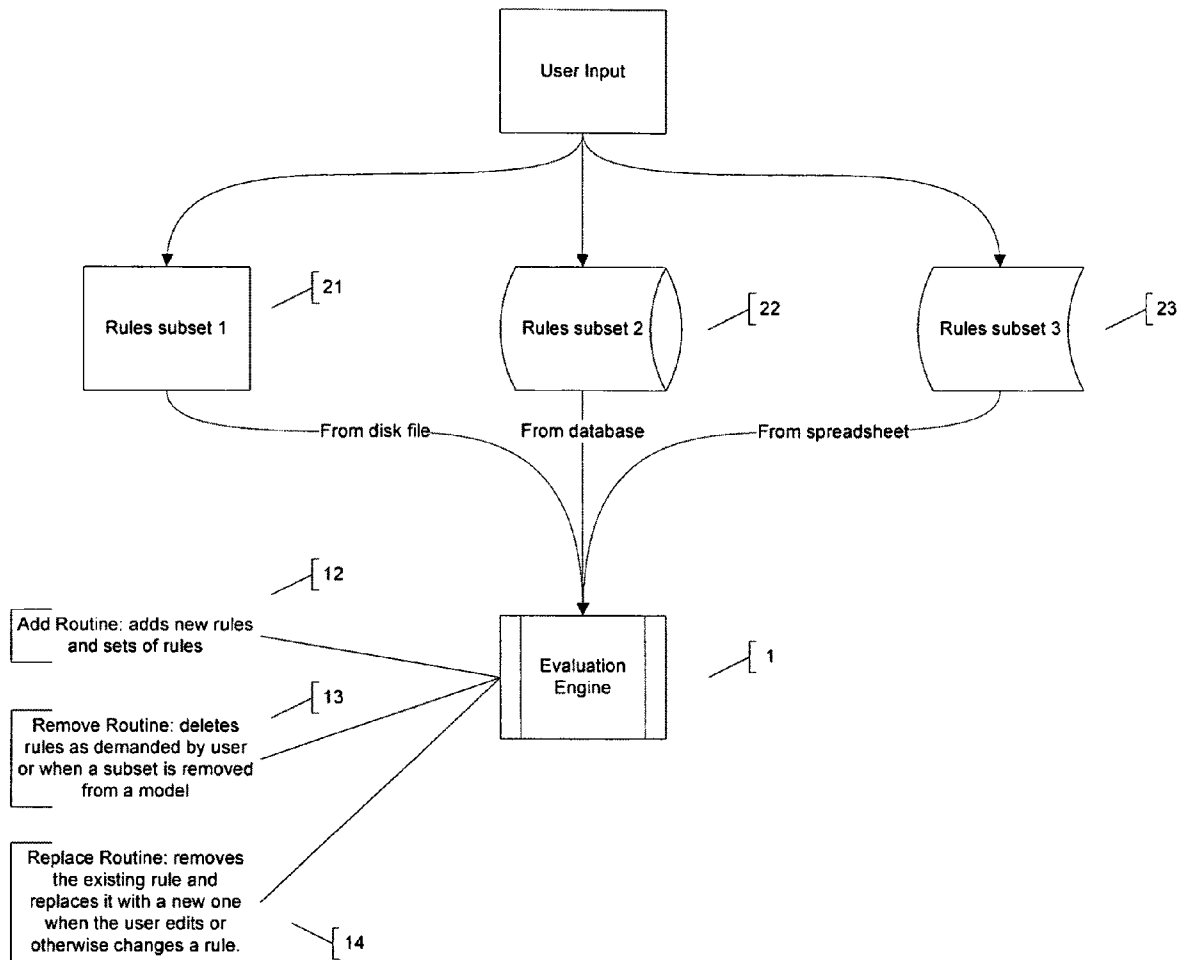 User Input
21
22
23
Rules subset 1
Rules subset 2
Rules subset 3
From disk file
From database
From spreadsheet
12
Add Routine: adds new rules
and sets of rules
1
Evaluation
Engine
13
Remove Routine: deletes
rules as demanded by user
or when a subset is removed
from a model
Replace Routine: removes
the existing rule and
replaces it with a new one
when the user edits or
otherwise changes a rule.
14